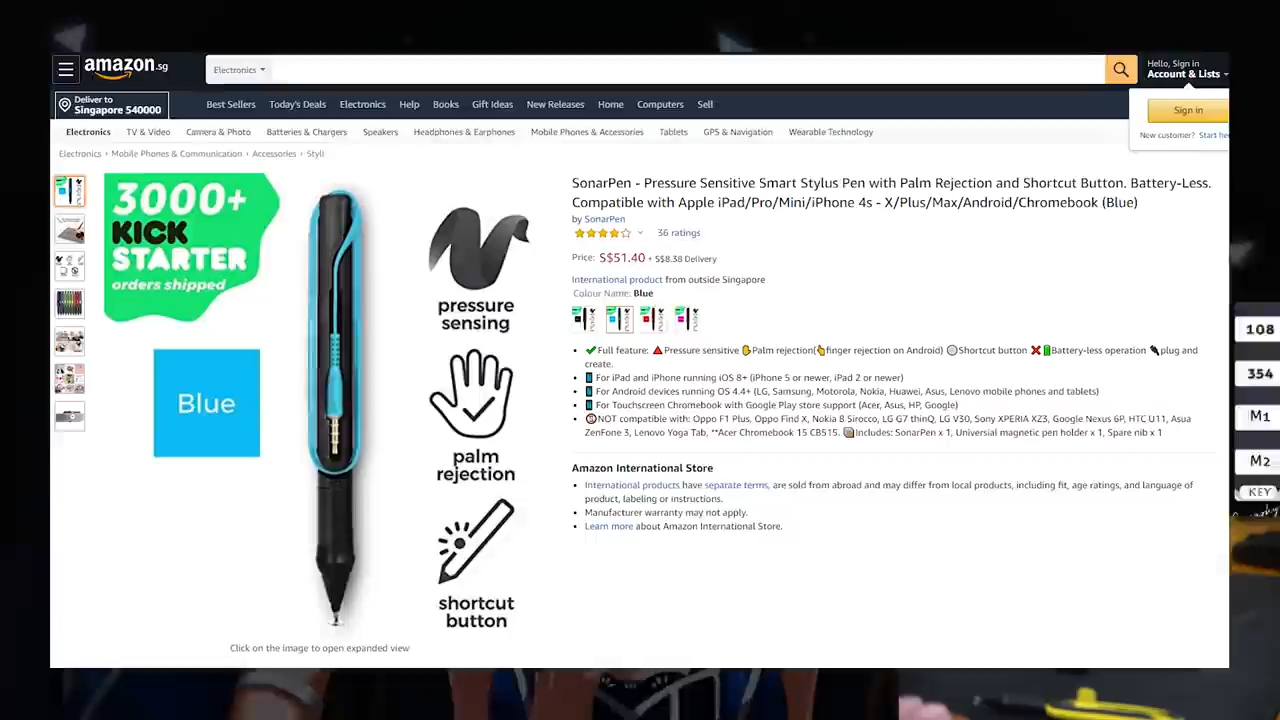 amazon.sg
Electronics
Hello, Sign in
Account & Lists
Deliver to
Singapore 540000
Best Sellers Today's Deals Electronics Help Books Gift Ideas New Releases Home Computers Sell
Sign in
New customer? Start
Electronics TV & Video Camera & Photo Batteries & Chargers Speakers Headphones & Earphones Mobile Phones & Accessories Tablets GPS & Navigation Wearable Technology
Electronics › Mobile Phones & Communication › Accessories › Styli
3000+
KICK
STARTER
orders shipped
Blue
pressure
sensing
palm
rejection
shortcut
button
Click on the image to open expanded view
SonarPen - Pressure Sensitive Smart Stylus Pen with Palm Rejection and Shortcut Button. Battery-Less.
Compatible with Apple iPad/Pro/Mini/iPhone 4s - X/Plus/Max/Android/Chromebook (Blue)
by SonarPen
36 ratings
Price: S$51.40 + S$8.38 Delivery
International product from outside Singapore
Colour Name: Blue
Full feature: Pressure sensitive Palm rejection(finger rejection on Android) Shortcut button Battery-less operation plug and
create.
For iPad and iPhone running iOS 8+ (iPhone 5 or newer, iPad 2 or newer)
For Android devices running OS 4.4+ (LG, Samsung, Motorola, Nokia, Huawei, Asus, Lenovo mobile phones and tablets)
For Touchscreen Chromebook with Google Play store support (Acer, Asus, HP, Google)
NOT compatible with: Oppo F1 Plus, Oppo Find X, Nokia 8 Sirocco, LG G7 thinQ, LG V30, Sony XPERIA XZ3, Google Nexus 6P, HTC U11, Asua
ZenFone 3, Lenovo Yoga Tab, **Acer Chromebook 15 CB515. Includes: SonarPen x 1, Universial magnetic pen holder x 1, Spare nib x 1
Amazon International Store
International products have separate terms, are sold from abroad and may differ from local products, including fit, age ratings, and language of
product, labeling or instructions.
Manufacturer warranty may not apply.
Learn more about Amazon International Store.
108
354
M1
M2
KEY